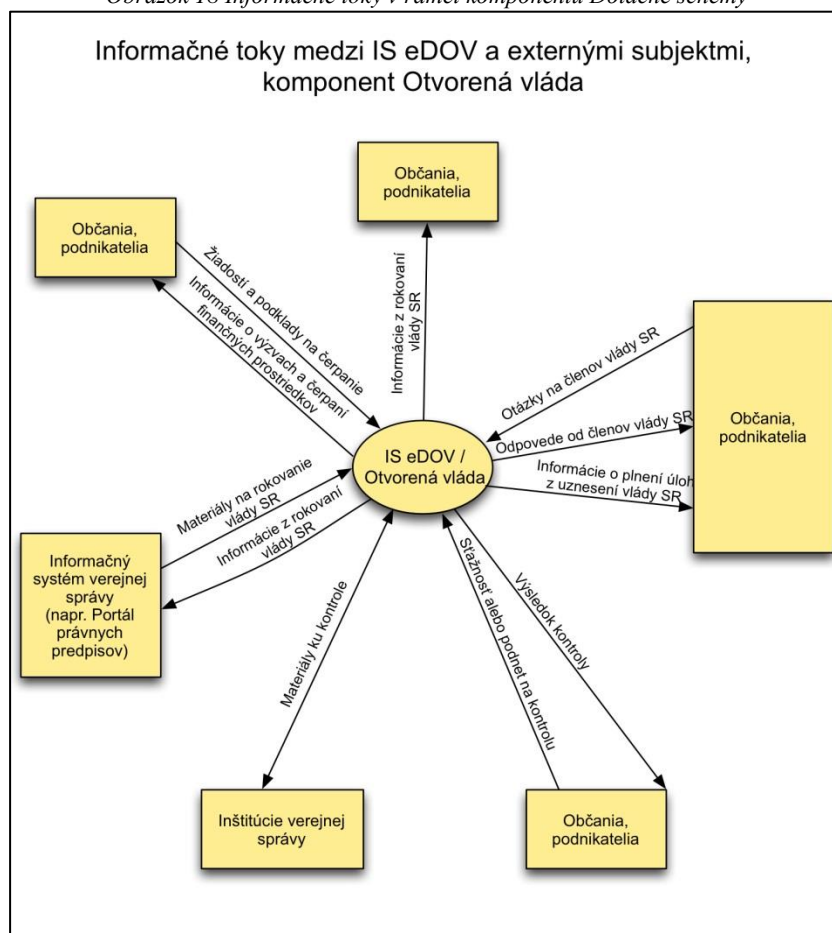 Obrázok 18 Informačné toky v rámci komponentu Dotačné schémy
Informačné toky medzi IS eDOV a externými subjektmi,
komponent Otvorená vláda
Občania,
podnikatelia
Občania,
podnikatelia
Žiadostí a podklady na čerpanie
Informácie o výzvach a čerpaní
finančných prostriedkov
Informácie z rokovaní
vlády SR
Otázky na členov vlády SR
Odpovede od členov vlády SR
Informácie o plnení úloh
z uznesení vlády SR
Občania,
podnikatelia
IS eDOV /
Otvorená vláda
Materiály na rokovanie
vlády SR
Informácie z rokovaní
vlády SR
Informačný
systém verejnej
správy
(napr. Portál
právnych
predpisov)
Materiály ku kontrole
Sťažnosť alebo podnet na kontrolu
Výsledok kontroly
Inštitúcie verejnej
správy
Občania,
podnikatelia